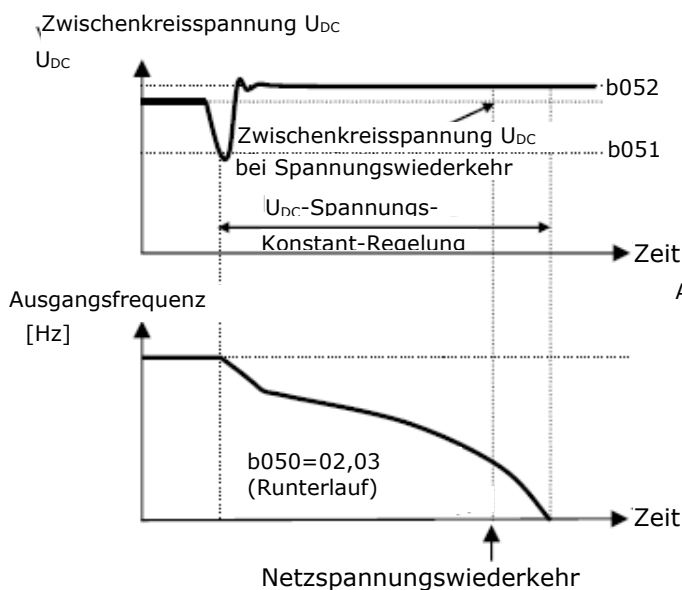 Zwischenkreisspannung UDC
UDC
b052
Zwischenkreisspannung UDC
bei Spannungswiederkehr
b051
UDC-Spannungs-
Konstant-Regelung
Zeit
Ausgangsfrequenz
[Hz]
b050=02,03
(Runterlauf)
Zeit
Netzspannungswiederkehr